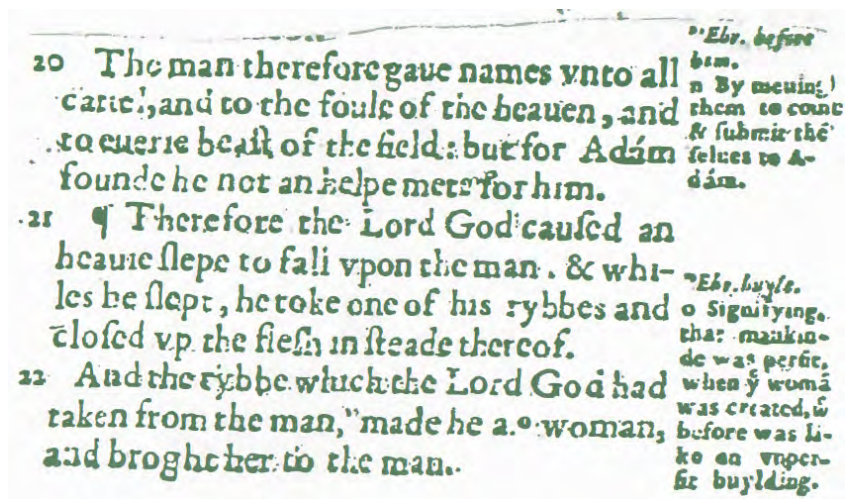 20 The man therefore gaue names vnto all
cattel, and to the foule of the heauen, and
to euerie beast of the field: but for Adám
founde he not an helpe mete for him.
21 ¶ Therefore the Lord God caused an
heauie slepe to fall vpon the man. & whi-
les he slept, he toke one of his rybbes and
closed vp the flesh in steade thereof.
22 And the rybbe which the Lord God had
taken from the man, "made he a o woman,
and broght her to the man.
"Ebr. before
him.
n By meuing
them to come
& submit thē
selues to A-
dám.
"Ebr. buylt.
o Signifying,
that mankin-
de was perfit,
when ẏ womā
was created, ẇ
before was li-
ke an vnper-
fit buylding.